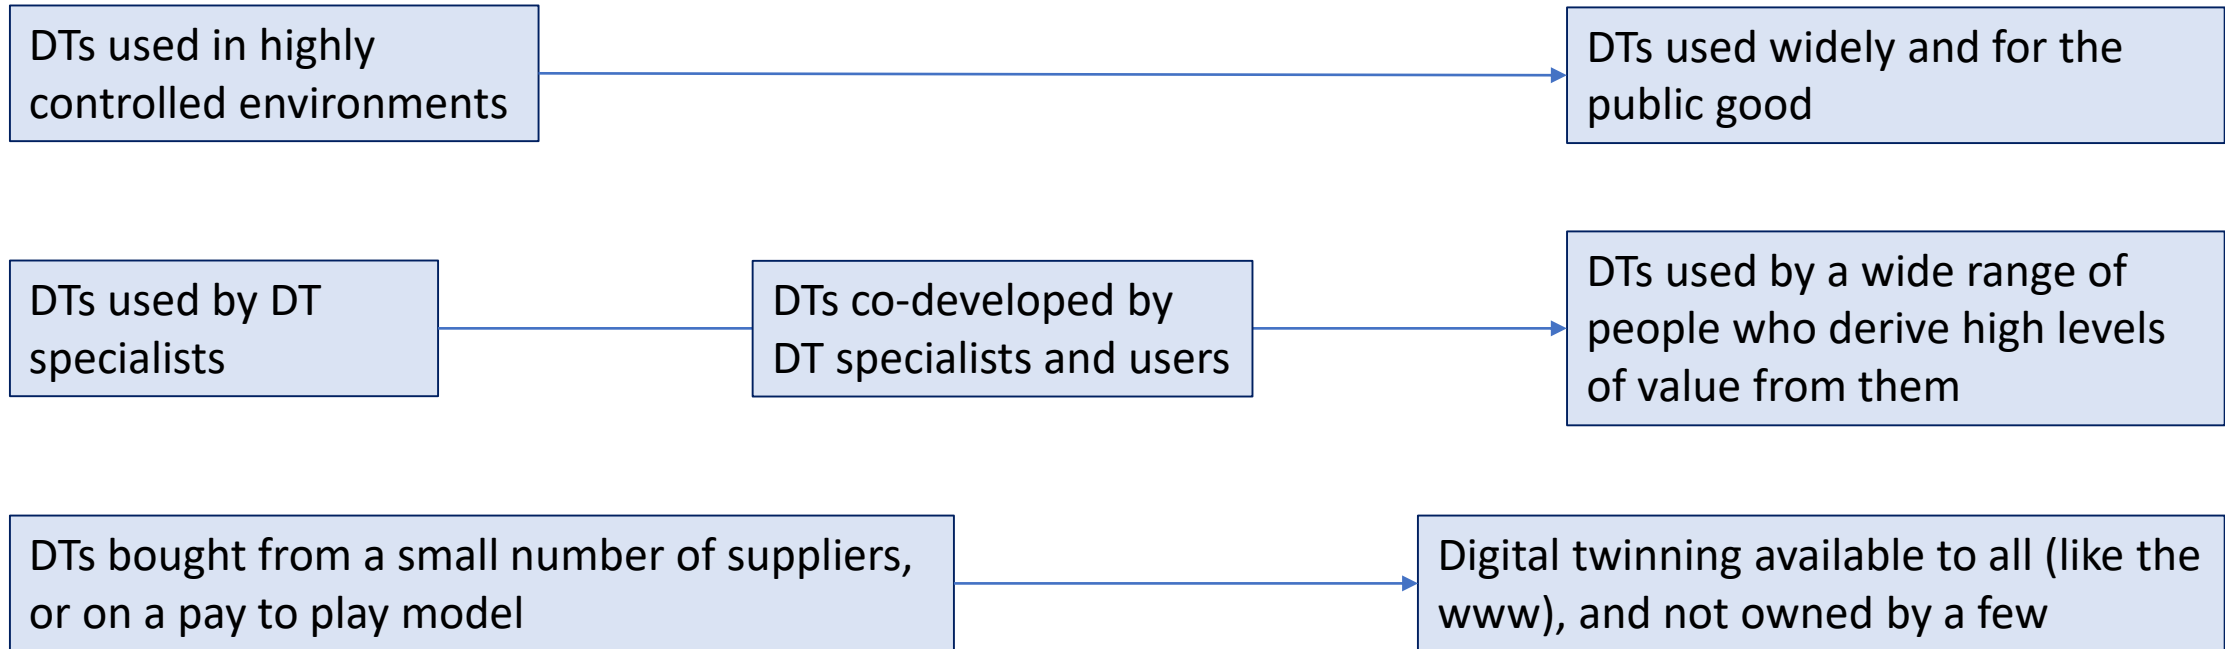 DTs used in highly
controlled environments
DTs used widely and for the
public good
DTs used by DT
specialists
DTs co-developed by
DT specialists and users
DTs used by a wide range of
people who derive high levels
of value from them
DTs bought from a small number of suppliers,
or on a pay to play model
Digital twinning available to all (like the
www), and not owned by a few